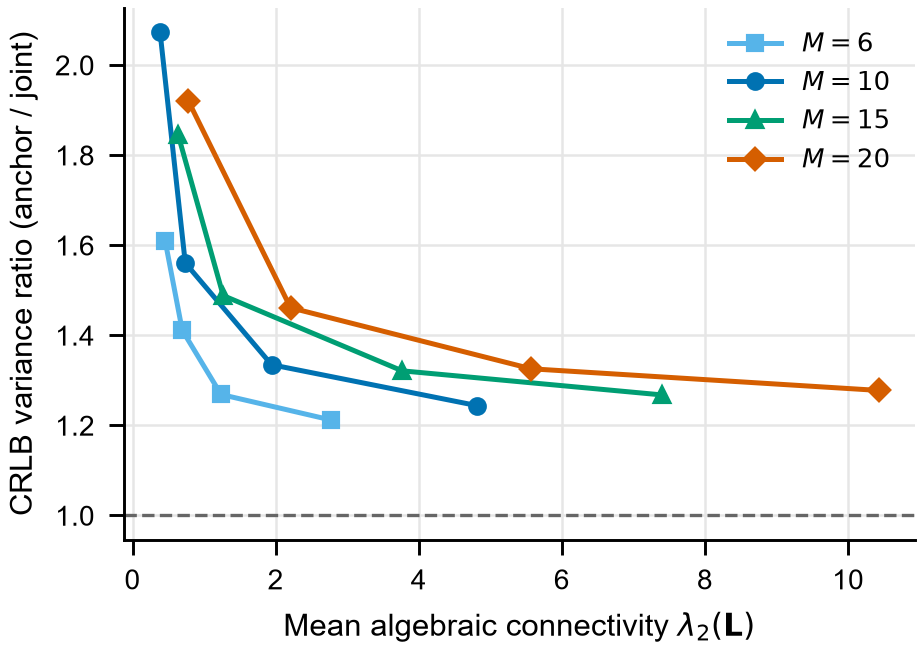 CRLB variance ratio (anchor / joint)
2.0
1.8
1.6
1.4
1.2
1.0
M = 6
M = 10
M = 15
M = 20
0 2 4 6 8 10
Mean algebraic connectivity λ₂(L)